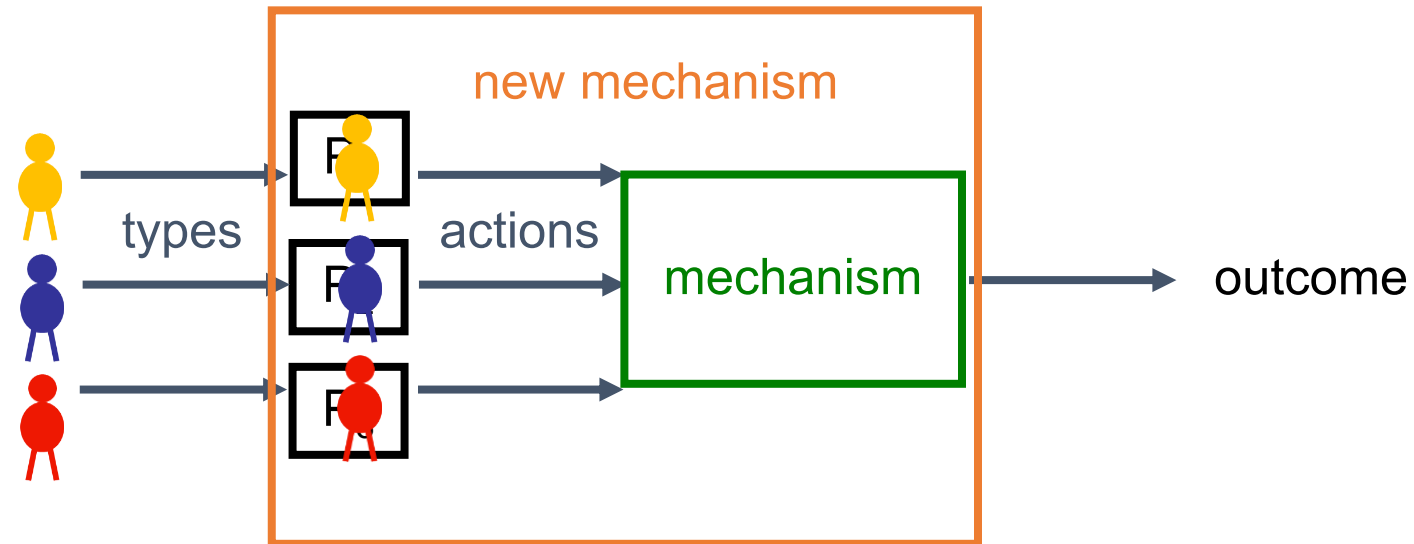 new mechanism
types
actions
mechanism
outcome